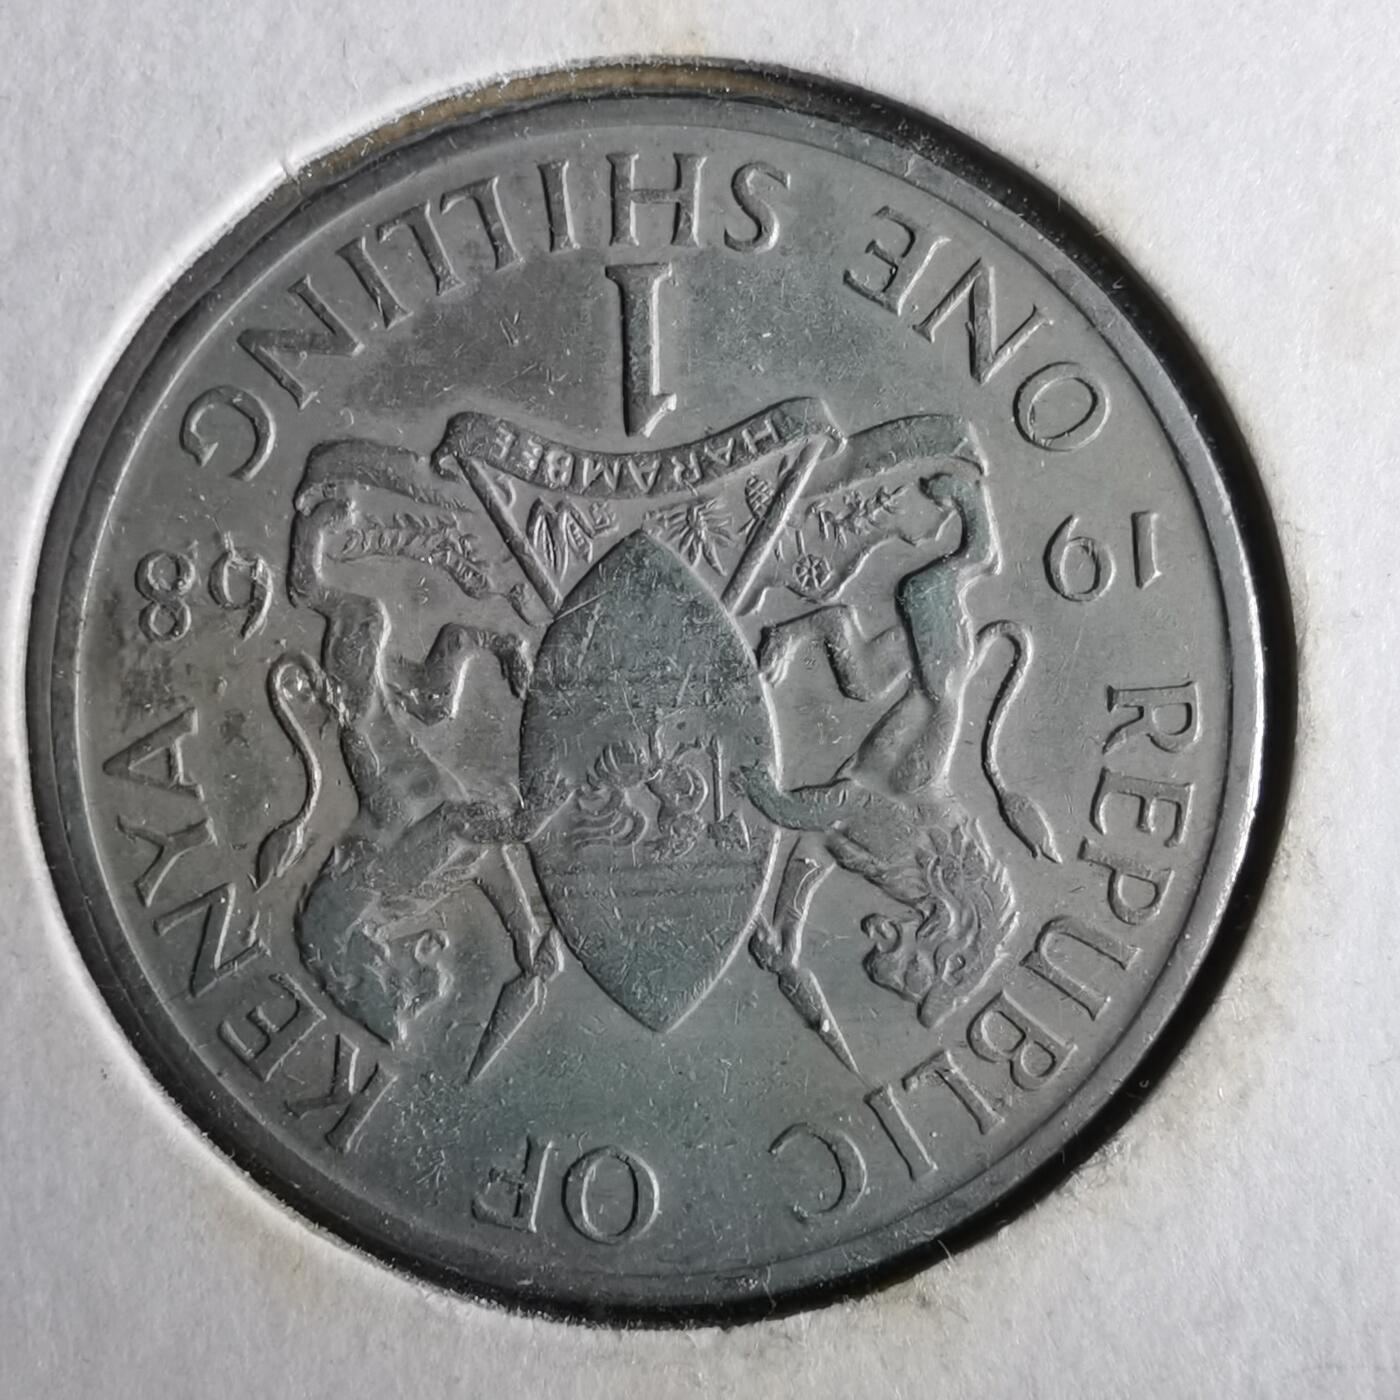 REPUBLIC OF KENYA
1968
HARAMBEE
1
ONE SHILLING